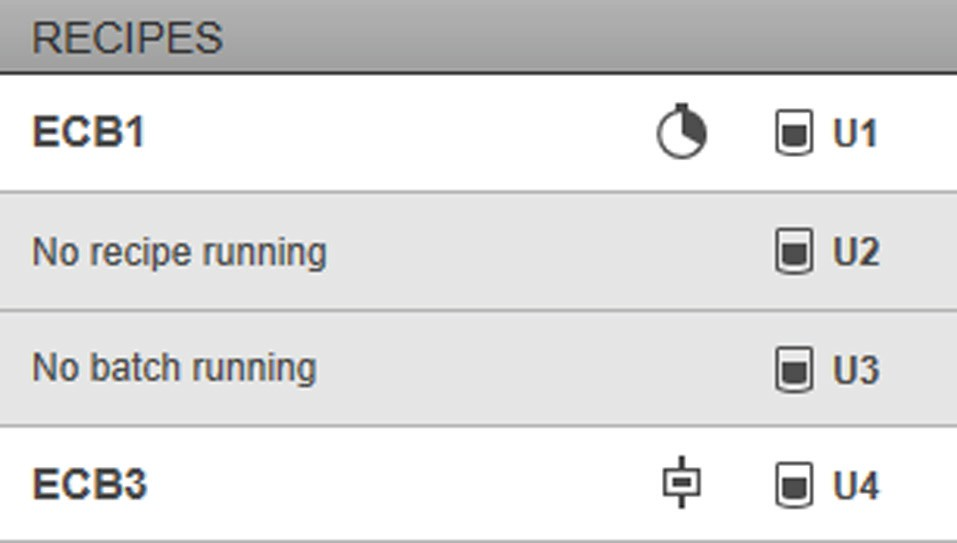 RECIPES
ECB1 U1
No recipe running U2
No batch running U3
ECB3 U4